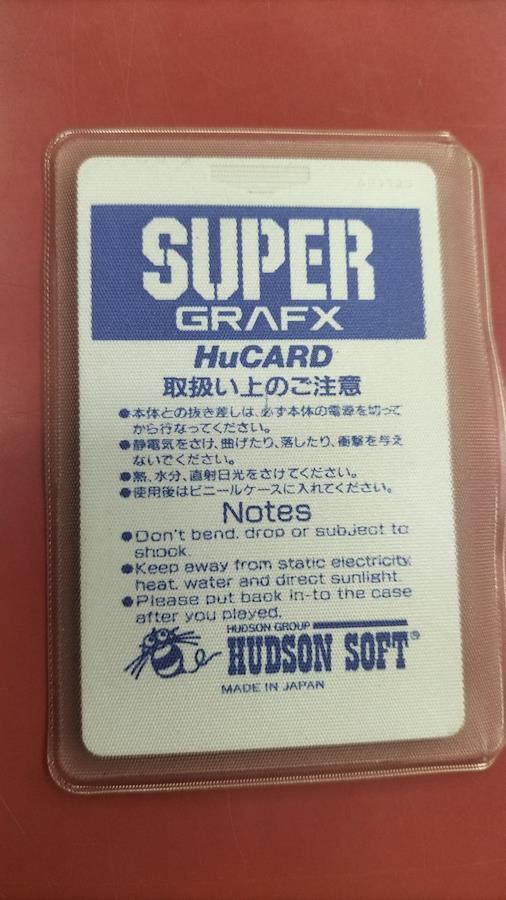 SUPER
GRAFX
HuCARD
取扱い上のご注意
●本体との抜き差しは、必ず本体の電源を切って
から行なってください。
●静電気をさけ、曲げたり、落したり、衝撃を与え
ないでください。
●熱、水分、直射日光をさけてください。
●使用後はビニールケースに入れてください。
Notes
●Don't bend, drop or subject to
shock.
●Keep away from static electricity,
heat, water and direct sunlight.
●Please put back in-to the case
after you played.
HUDSON GROUP
HUDSON SOFT®
MADE IN JAPAN